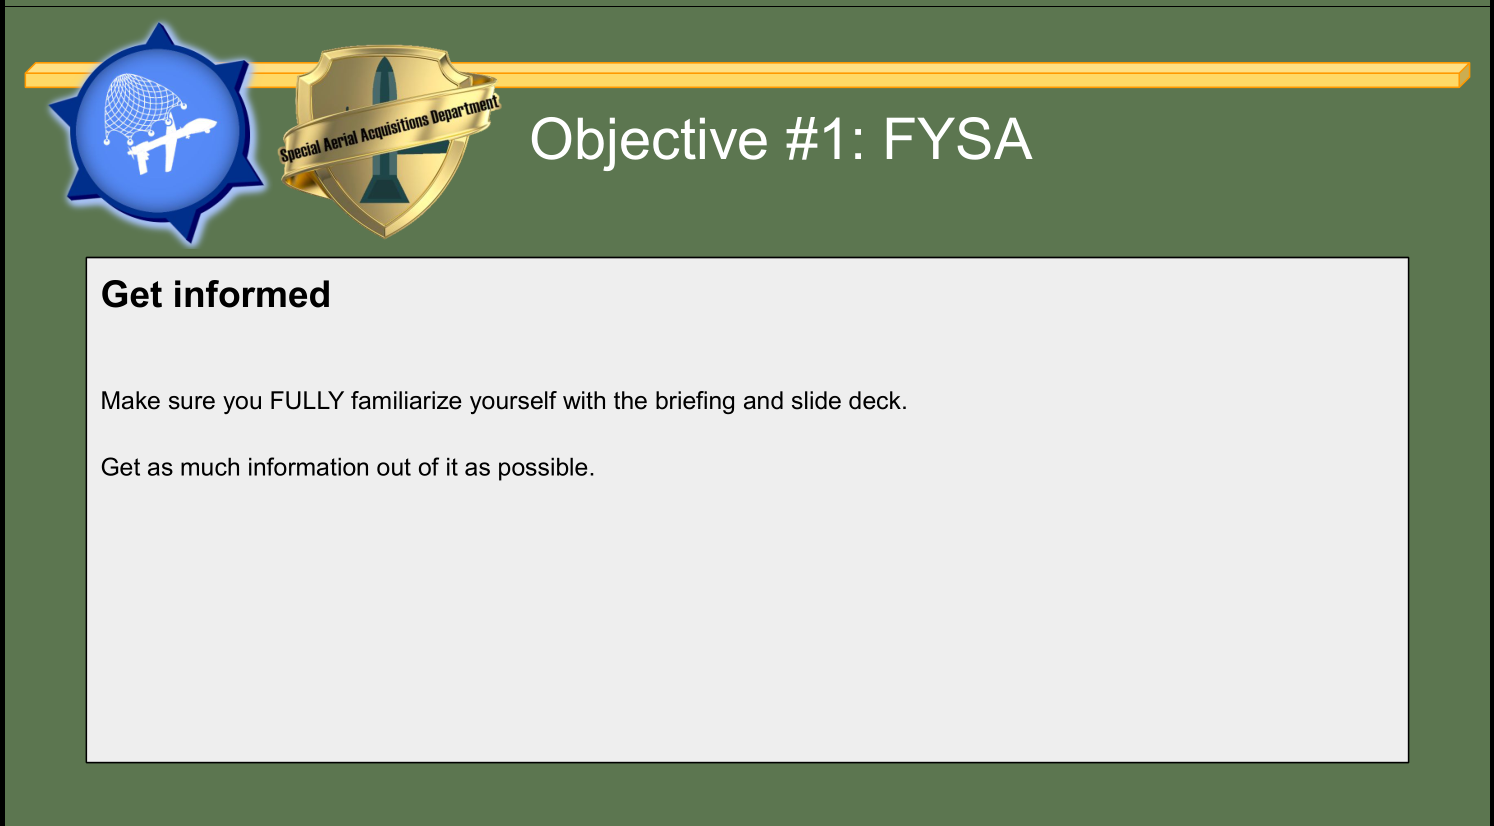 Special Aerial Acquisitions Department
Objective #1: FYSA
Get informed
Make sure you FULLY familiarize yourself with the briefing and slide deck.
Get as much information out of it as possible.